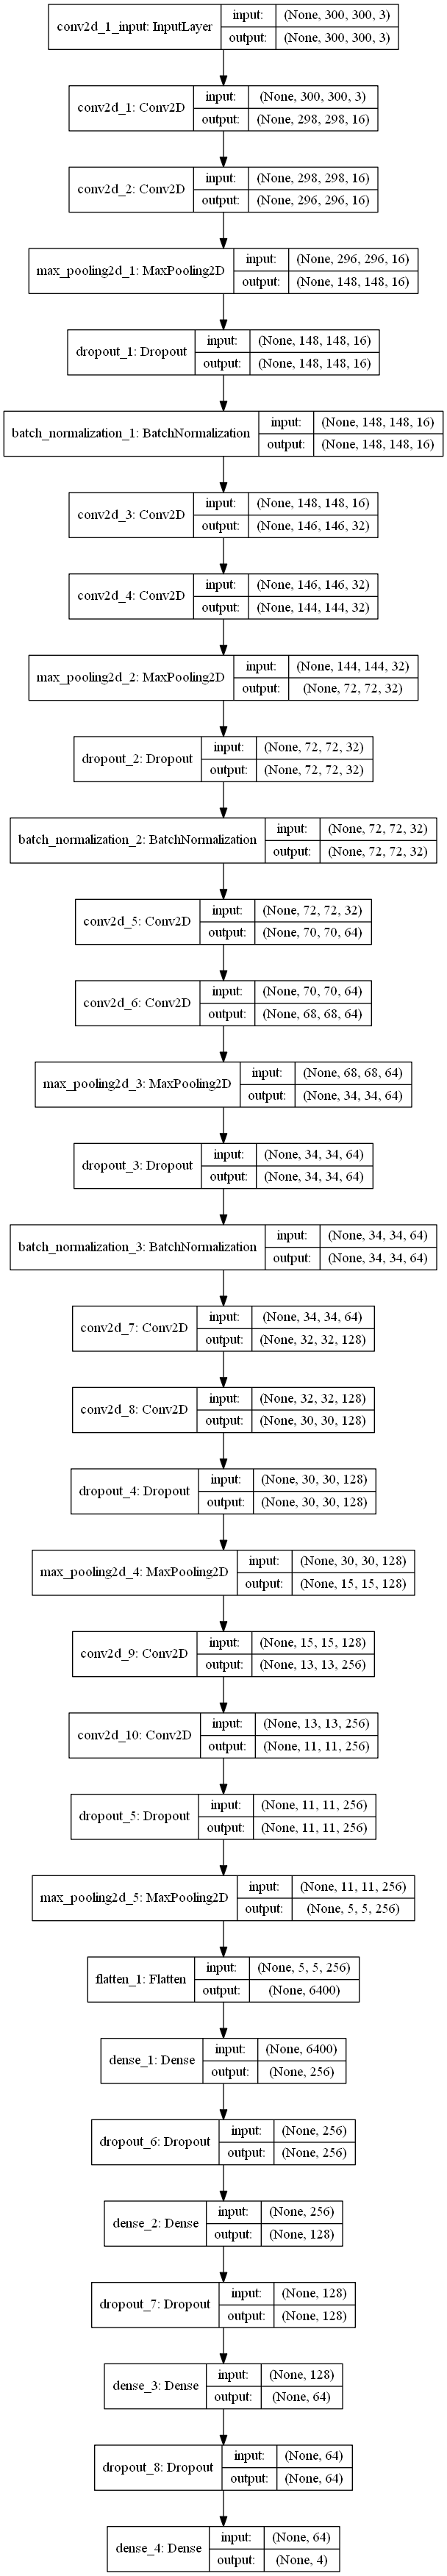 conv2d_1_input: InputLayer input: (None, 300, 300, 3)
output: (None, 300, 300, 3)
conv2d_1: Conv2D input: (None, 300, 300, 3)
output: (None, 298, 298, 16)
conv2d_2: Conv2D input: (None, 298, 298, 16)
output: (None, 296, 296, 16)
max_pooling2d_1: MaxPooling2D input: (None, 296, 296, 16)
output: (None, 148, 148, 16)
dropout_1: Dropout input: (None, 148, 148, 16)
output: (None, 148, 148, 16)
batch_normalization_1: BatchNormalization input: (None, 148, 148, 16)
output: (None, 148, 148, 16)
conv2d_3: Conv2D input: (None, 148, 148, 16)
output: (None, 146, 146, 32)
conv2d_4: Conv2D input: (None, 146, 146, 32)
output: (None, 144, 144, 32)
max_pooling2d_2: MaxPooling2D input: (None, 144, 144, 32)
output: (None, 72, 72, 32)
dropout_2: Dropout input: (None, 72, 72, 32)
output: (None, 72, 72, 32)
batch_normalization_2: BatchNormalization input: (None, 72, 72, 32)
output: (None, 72, 72, 32)
conv2d_5: Conv2D input: (None, 72, 72, 32)
output: (None, 70, 70, 64)
conv2d_6: Conv2D input: (None, 70, 70, 64)
output: (None, 68, 68, 64)
max_pooling2d_3: MaxPooling2D input: (None, 68, 68, 64)
output: (None, 34, 34, 64)
dropout_3: Dropout input: (None, 34, 34, 64)
output: (None, 34, 34, 64)
batch_normalization_3: BatchNormalization input: (None, 34, 34, 64)
output: (None, 34, 34, 64)
conv2d_7: Conv2D input: (None, 34, 34, 64)
output: (None, 32, 32, 128)
conv2d_8: Conv2D input: (None, 32, 32, 128)
output: (None, 30, 30, 128)
dropout_4: Dropout input: (None, 30, 30, 128)
output: (None, 30, 30, 128)
max_pooling2d_4: MaxPooling2D input: (None, 30, 30, 128)
output: (None, 15, 15, 128)
conv2d_9: Conv2D input: (None, 15, 15, 128)
output: (None, 13, 13, 256)
conv2d_10: Conv2D input: (None, 13, 13, 256)
output: (None, 11, 11, 256)
dropout_5: Dropout input: (None, 11, 11, 256)
output: (None, 11, 11, 256)
max_pooling2d_5: MaxPooling2D input: (None, 11, 11, 256)
output: (None, 5, 5, 256)
flatten_1: Flatten input: (None, 5, 5, 256)
output: (None, 6400)
dense_1: Dense input: (None, 6400)
output: (None, 256)
dropout_6: Dropout input: (None, 256)
output: (None, 256)
dense_2: Dense input: (None, 256)
output: (None, 128)
dropout_7: Dropout input: (None, 128)
output: (None, 128)
dense_3: Dense input: (None, 128)
output: (None, 64)
dropout_8: Dropout input: (None, 64)
output: (None, 64)
dense_4: Dense input: (None, 64)
output: (None, 4)